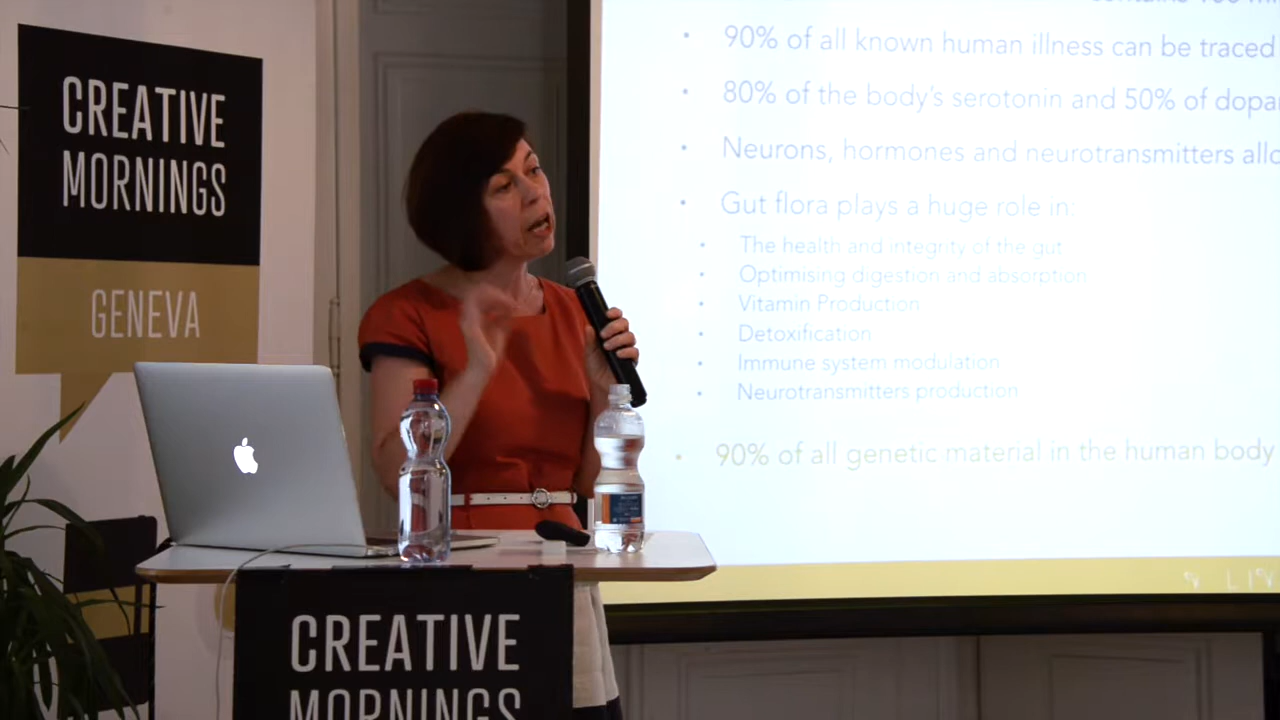 CREATIVE
MORNINGS
GENEVA
90% of all known human illness can be traced
80% of the body's serotonin and 50% of
Neurons, hormones and neurotransmitters
Gut flora plays a huge role in:
The health and integrity of the gut
Optimising digestion and absorption
Vitamin Production
Detoxification
Immune system modulation
Neurotransmitters production
90% of all genetic material in the human body
CREATIVE
MORNINGS